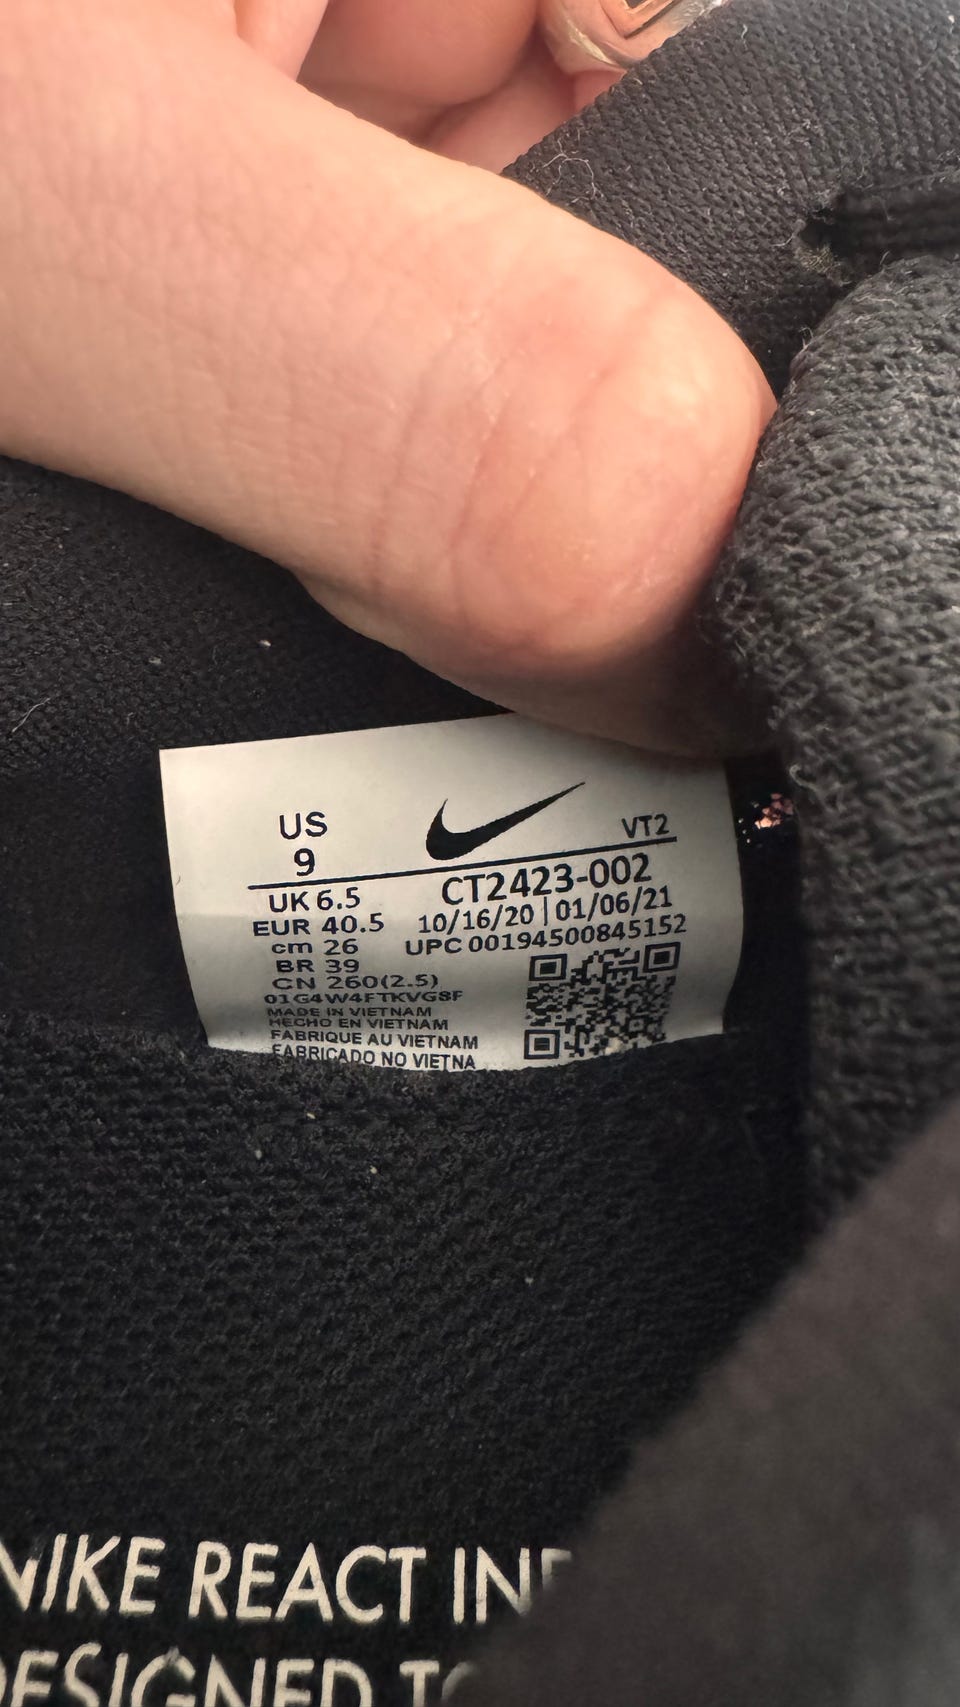 US
9
VT2
UK 6.5
EUR 40.5
cm 26
BR 39
CN 260(2.5)
01G4W4FTKVG8F
MADE IN VIETNAM
HECHO EN VIETNAM
FABRIQUE AU VIETNAM
FABRICADO NO VIETNA
CT2423-002
10/16/20 | 01/06/21
UPC 00194500845152
NIKE REACT IN
DESIGNED